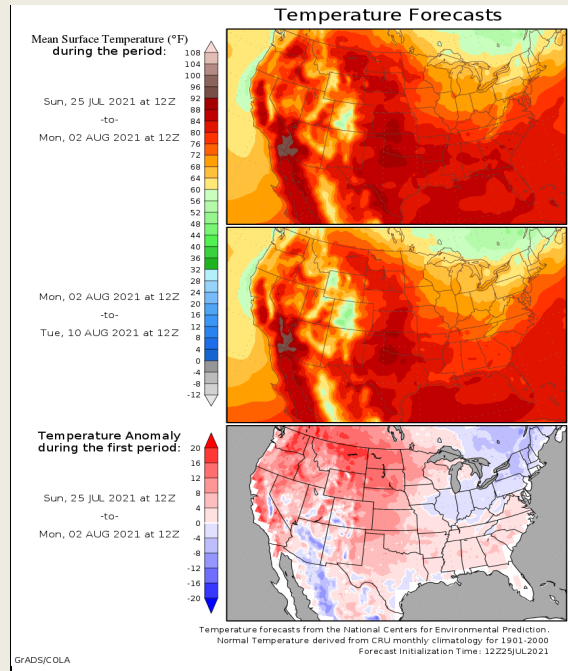 Temperature Forecasts
Mean Surface Temperature (°F)
during the period:
108
104
100
96
92
88
84
80
76
72
68
64
60
56
52
48
44
40
36
32
28
24
20
16
12
8
4
0
-4
-8
-12
Sun, 25 JUL 2021 at 12Z
-to-
Mon, 02 AUG 2021 at 12Z
Mon, 02 AUG 2021 at 12Z
-to-
Tue, 10 AUG 2021 at 12Z
Temperature Anomaly
during the first period:
20
16
12
8
4
0
-4
-8
-12
-16
-20
Sun, 25 JUL 2021 at 12Z
-to-
Mon, 02 AUG 2021 at 12Z
Temperature forecasts from the National Centers for Environmental Prediction.
Normal Temperature derived from CRU monthly climatology for 1901-2000
Forecast Initialization Time: 12Z25JUL2021
GrADS/COLA